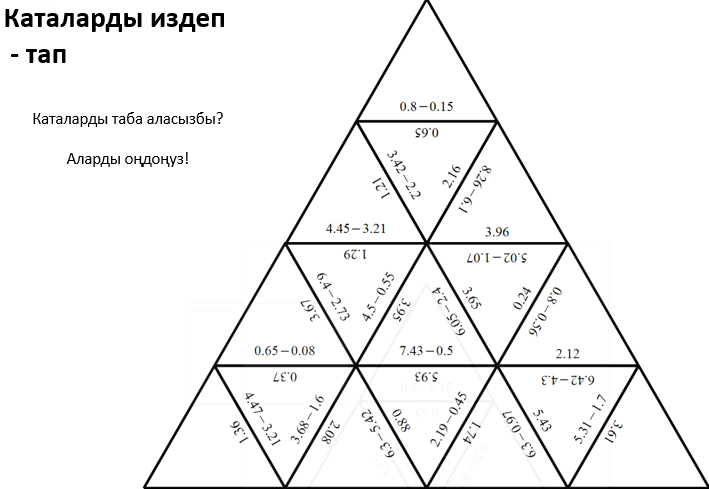 Каталарды издеп
- тап
Каталарды таба аласызбы?
Аларды оңдоңуз!
0.8 − 0.15
0.65
3.42 − 2.2
1.21
2.16
8.26 − 6.1
4.45 − 3.21
1.29
3.96
5.02 − 1.07
6.4 − 2.73
3.67
4.5 − 0.55
3.95
3.65
6.05 − 2.4
0.24
0.8 − 0.56
0.65 − 0.08
0.37
7.43 − 0.5
5.93
2.12
6.42 − 4.3
4.47 − 3.21
1.36
3.68 − 1.6
2.08
0.88
6.3 − 5.42
2.19 − 0.45
1.74
5.43
6.3 − 0.97
5.31 − 1.7
3.61